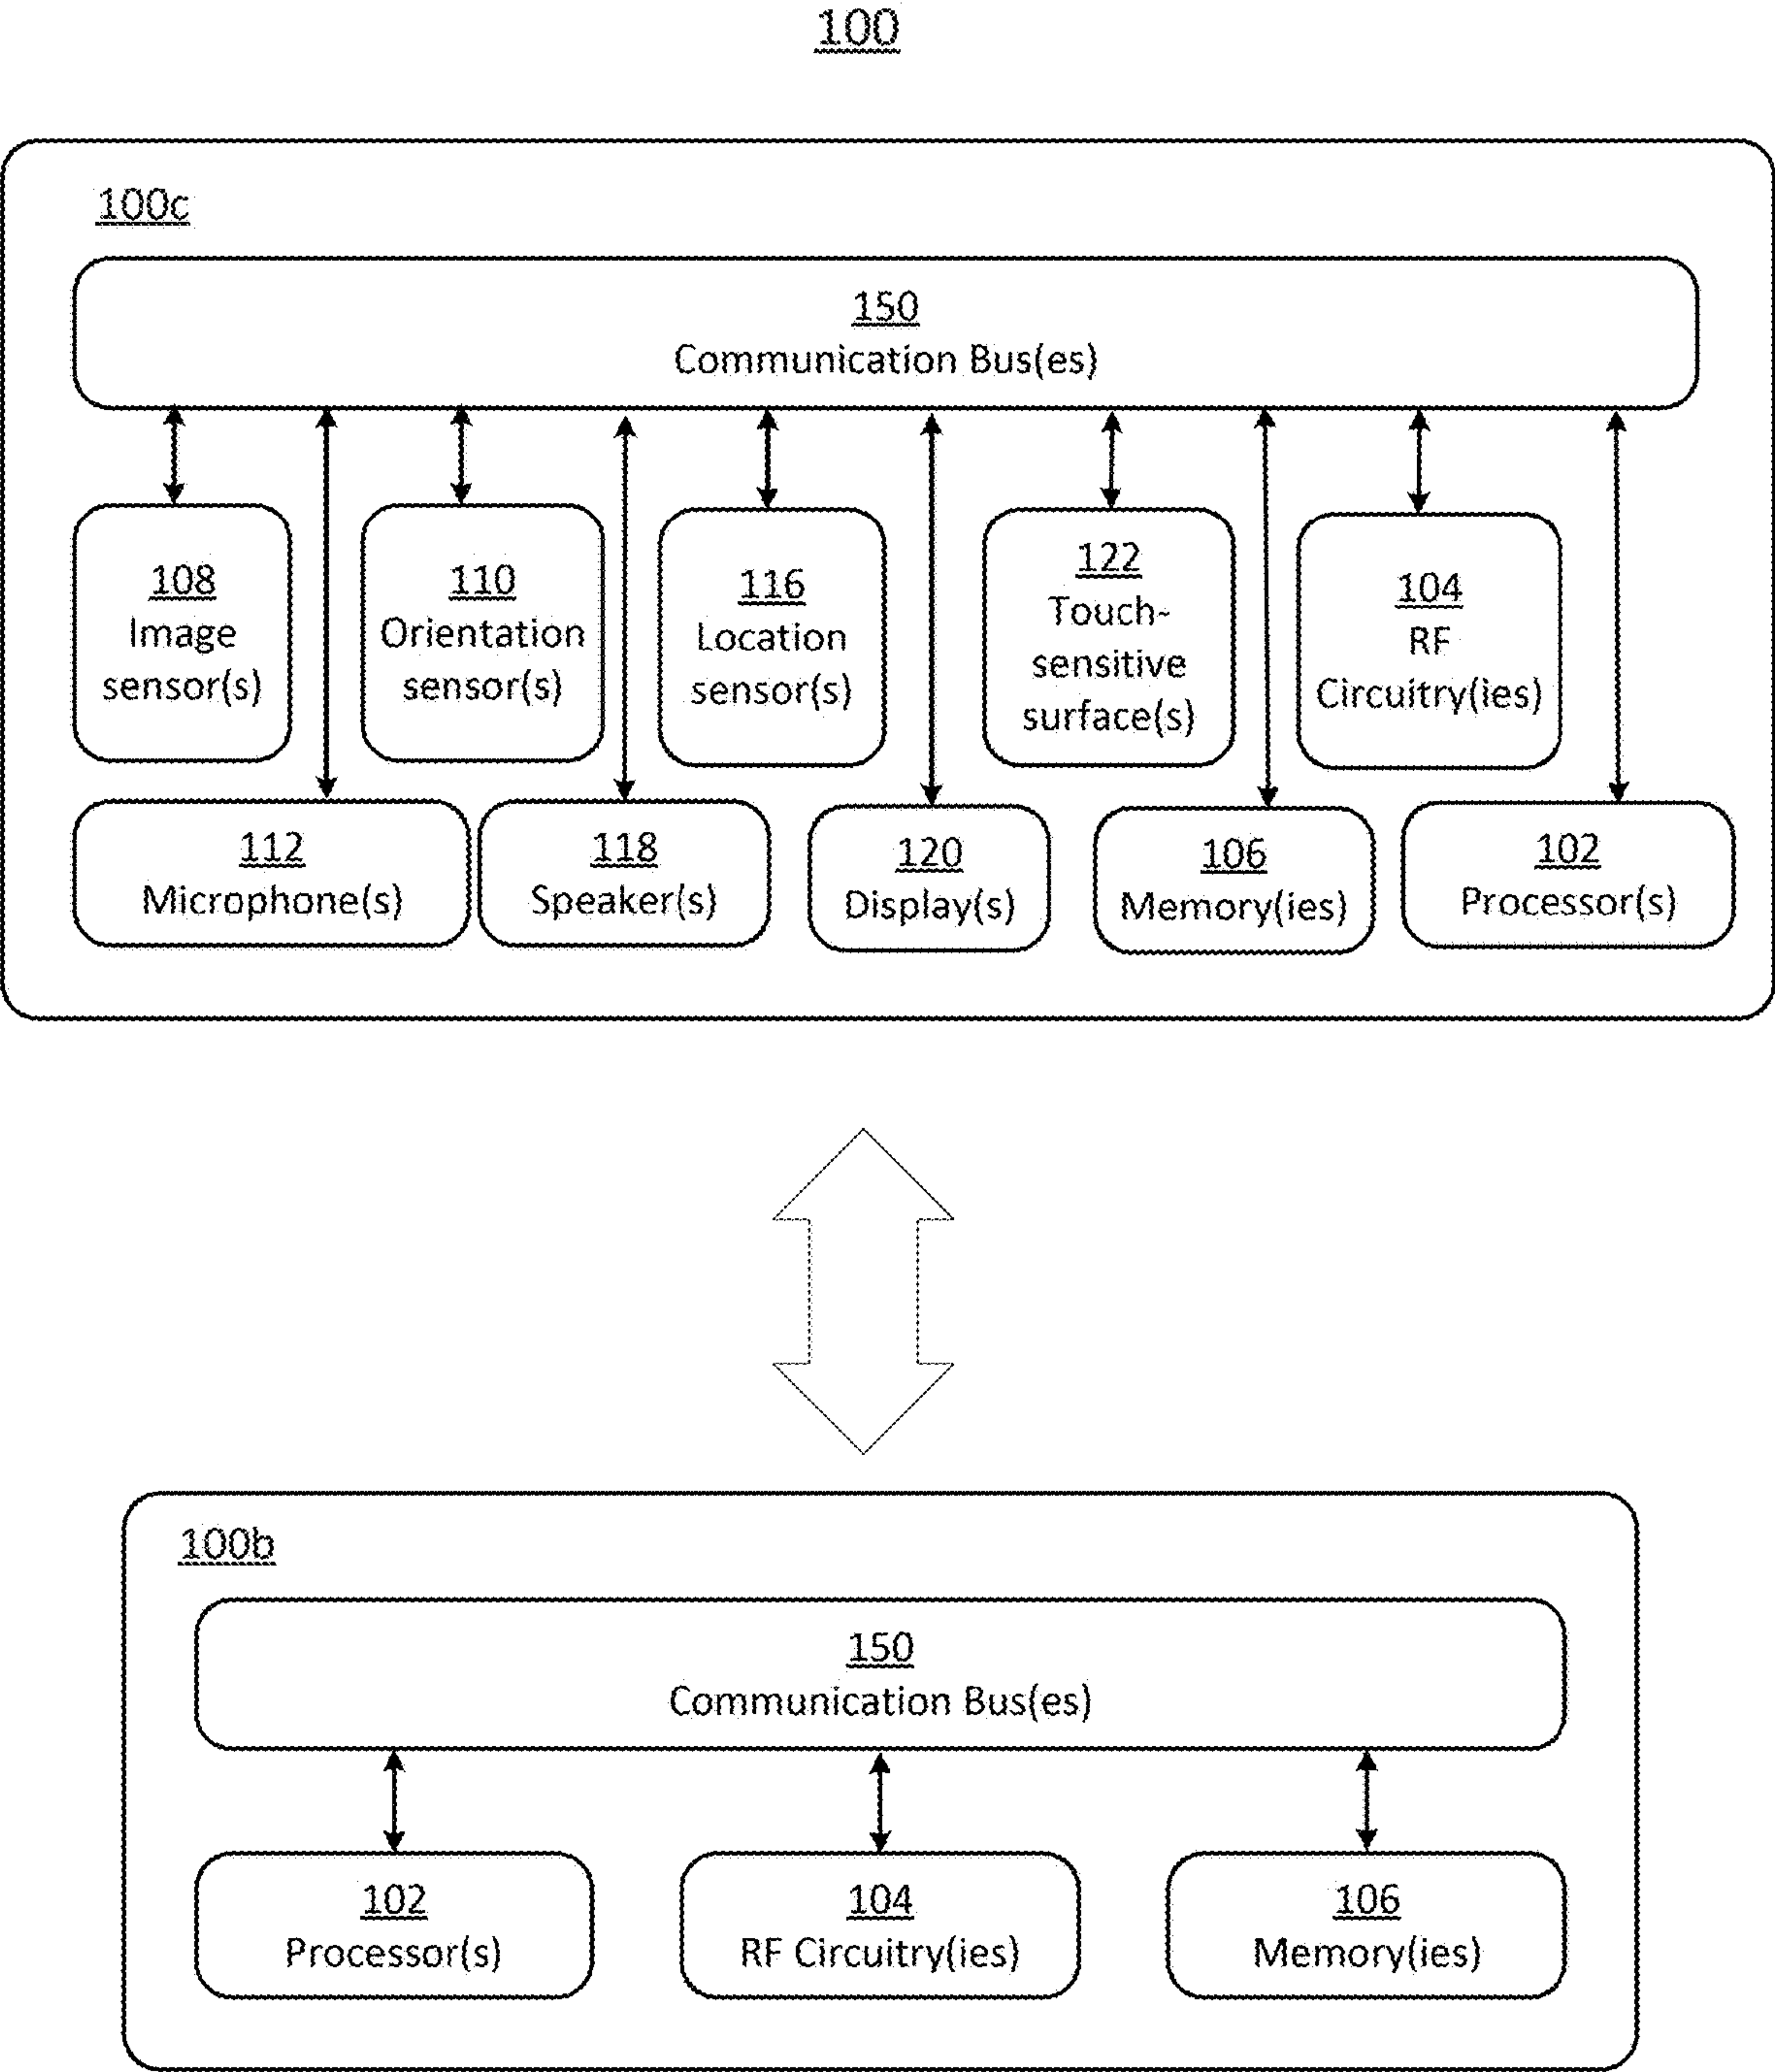 100
100c
150
Communication Bus(es)
108
Image
sensor(s)
110
Orientation
sensor(s)
116
Location
sensor(s)
122
Touch-
sensitive
surface(s)
104
RF
Circuitry(ies)
112
Microphone(s)
118
Speaker(s)
120
Display(s)
106
Memory(ies)
102
Processor(s)
100b
150
Communication Bus(es)
102
Processor(s)
104
RF Circuitry(ies)
106
Memory(ies)